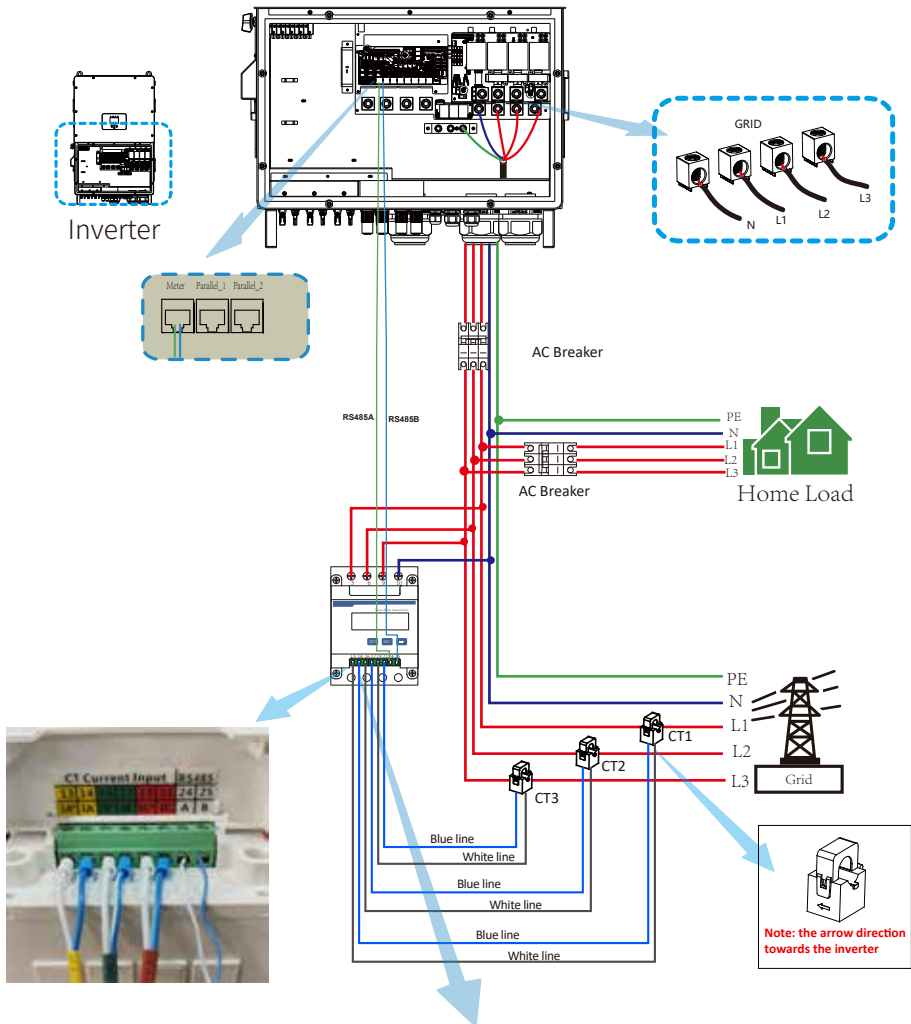 GRID
N
L1
L2
L3
Inverter
Meter Parallel_1 Parallel_2
AC Breaker
RS485A
RS485B
PE
N
L1
L2
L3
AC Breaker
Home Load
PE
N
L1
L2
L3
Grid
CT1
CT2
CT3
Blue line
White line
Blue line
White line
Blue line
White line
CT Current Input RS485
13 14 24 25
A B
Note: the arrow direction
towards the inverter